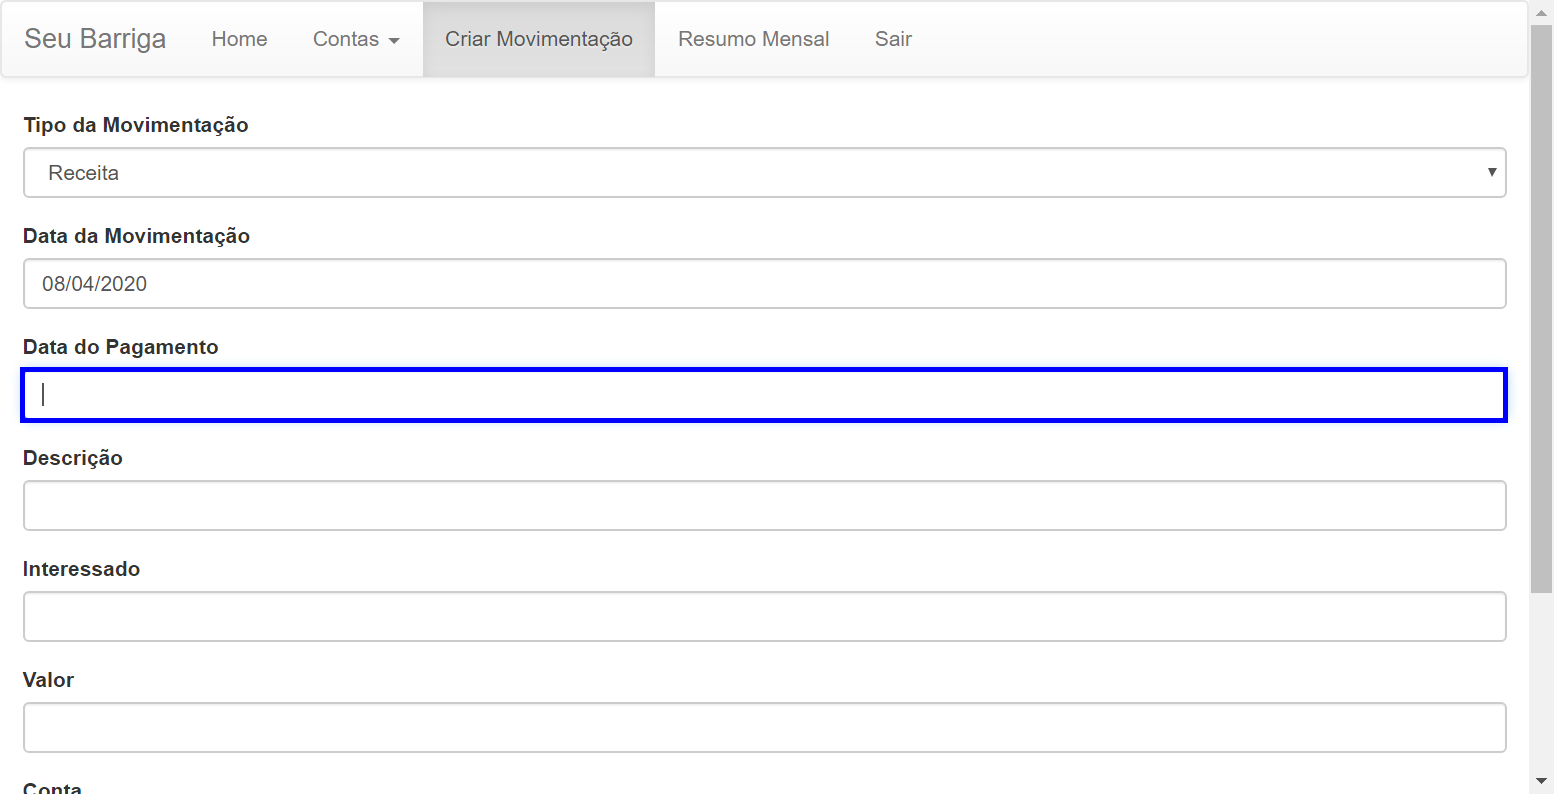 Seu Barriga Home Contas Criar Movimentação Resumo Mensal Sair
Tipo da Movimentação
Receita
Data da Movimentação
08/04/2020
Data do Pagamento
Descrição
Interessado
Valor
Conta